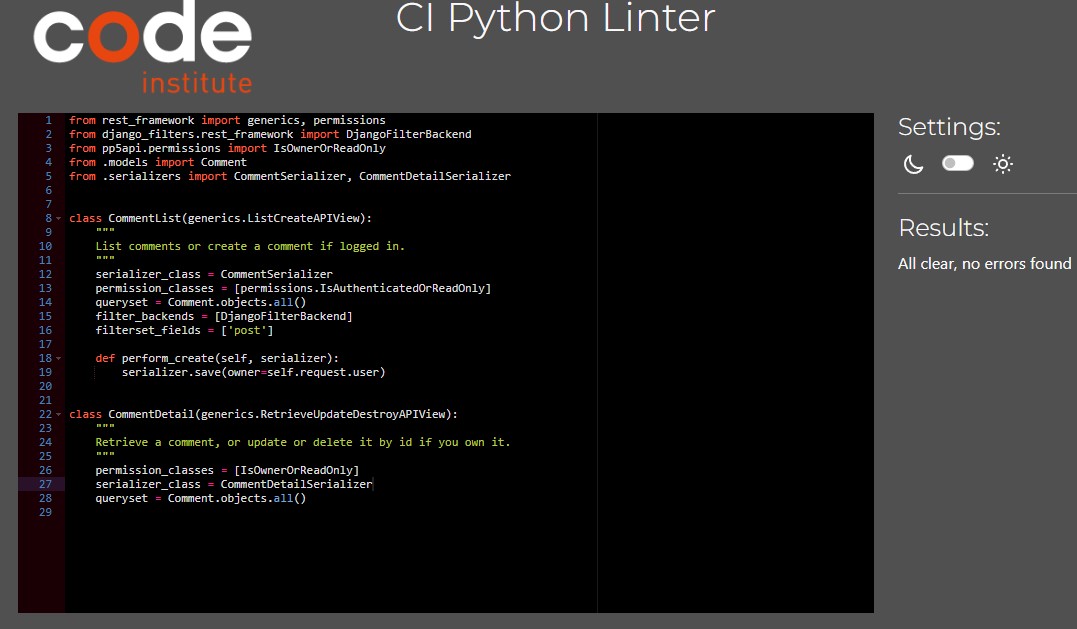 code
institute
CI Python Linter
1 from rest_framework import generics, permissions
2 from django_filters.rest_framework import DjangoFilterBackend
3 from pp5api.permissions import IsOwnerOrReadOnly
4 from .models import Comment
5 from .serializers import CommentSerializer, CommentDetailSerializer
6
7
8 class CommentList(generics.ListCreateAPIView):
9     """
10     List comments or create a comment if logged in.
11     """
12     serializer_class = CommentSerializer
13     permission_classes = [permissions.IsAuthenticatedOrReadOnly]
14     queryset = Comment.objects.all()
15     filter_backends = [DjangoFilterBackend]
16     filterset_fields = ['post']
17
18     def perform_create(self, serializer):
19         serializer.save(owner=self.request.user)
20
21
22 class CommentDetail(generics.RetrieveUpdateDestroyAPIView):
23     """
24     Retrieve a comment, or update or delete it by id if you own it.
25     """
26     permission_classes = [IsOwnerOrReadOnly]
27     serializer_class = CommentDetailSerializer
28     queryset = Comment.objects.all()
29
Settings:
Results:
All clear, no errors found